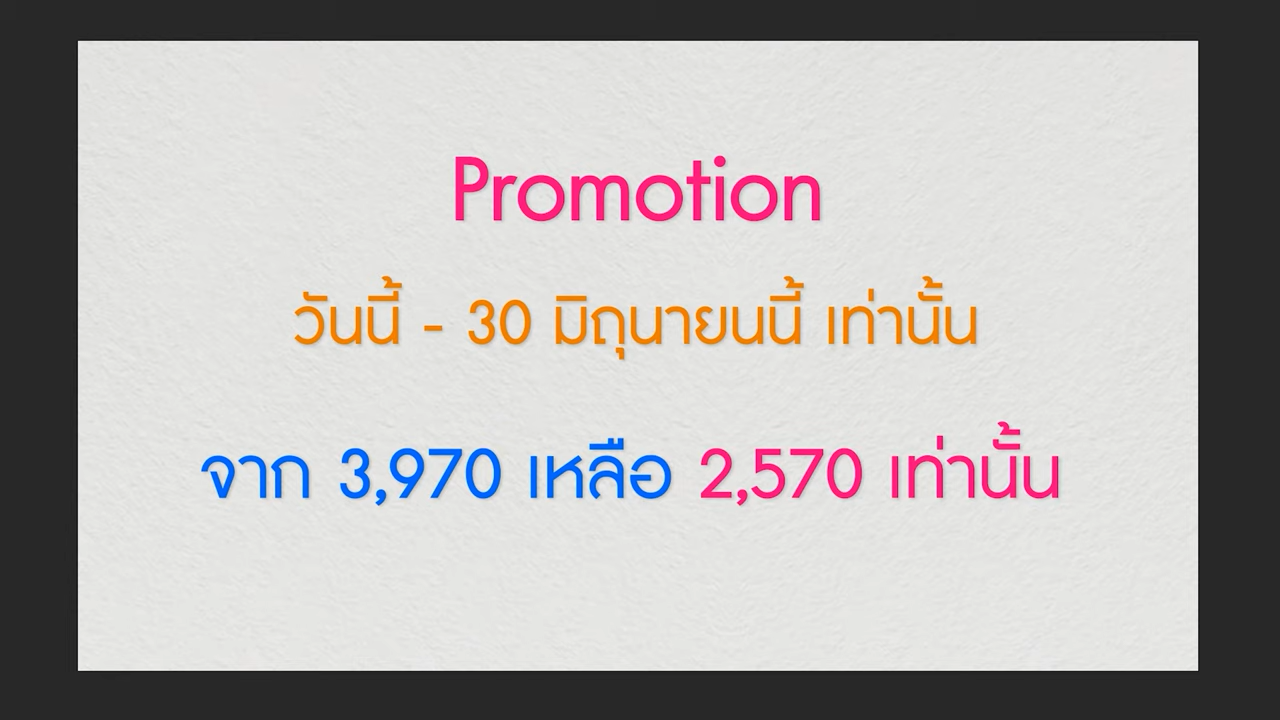 Promotion
วันนี้ - 30 มิถุนายนนี้ เท่านั้น
จาก 3,970 เหลือ 2,570 เท่านั้น